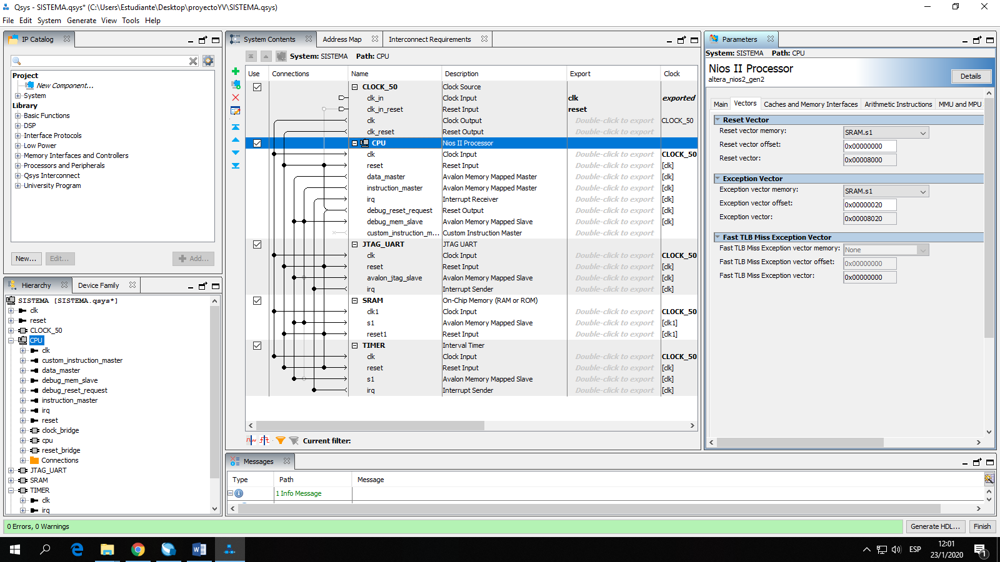 Qsys - SISTEMA.qsys* (C:\Users\Estudiante\Desktop\proyectoYV\SISTEMA.qsys)
File Edit System Generate View Tools Help
IP Catalog
Project
New Component...
System
Library
Basic Functions
DSP
Interface Protocols
Low Power
Memory Interfaces and Controllers
Processors and Peripherals
Qsys Interconnect
University Program
New... Edit... Add...
Hierarchy Device Family
SISTEMA [SISTEMA.qsys*]
clk
reset
CLOCK_50
CPU
clk
custom_instruction_master
data_master
debug_mem_slave
debug_reset_request
instruction_master
irq
reset
clock_bridge
cpu
reset_bridge
Connections
JTAG_UART
SRAM
TIMER
clk
irq
System Contents Address Map Interconnect Requirements
System: SISTEMA Path: CPU
Use Connections Name Description Export Clock
CLOCK_50 Clock Source
clk_in Clock Input clk exported
clk_in_reset Reset Input reset
clk Clock Output Double-click to export CLOCK_50
clk_reset Reset Output Double-click to export
CPU Nios II Processor
clk Clock Input Double-click to export CLOCK_50
reset Reset Input Double-click to export [clk]
data_master Avalon Memory Mapped Master Double-click to export [clk]
instruction_master Avalon Memory Mapped Master Double-click to export [clk]
irq Interrupt Receiver Double-click to export [clk]
debug_reset_request Reset Output Double-click to export [clk]
debug_mem_slave Avalon Memory Mapped Slave Double-click to export [clk]
custom_instruction_m... Custom Instruction Master Double-click to export
JTAG_UART JTAG UART
clk Clock Input Double-click to export CLOCK_50
reset Reset Input Double-click to export [clk]
avalon_jtag_slave Avalon Memory Mapped Slave Double-click to export [clk]
irq Interrupt Sender Double-click to export [clk]
SRAM On-Chip Memory (RAM or ROM)
clk1 Clock Input Double-click to export CLOCK_50
s1 Avalon Memory Mapped Slave Double-click to export [clk1]
reset1 Reset Input Double-click to export [clk1]
TIMER Interval Timer
clk Clock Input Double-click to export CLOCK_50
reset Reset Input Double-click to export [clk]
s1 Avalon Memory Mapped Slave Double-click to export [clk]
irq Interrupt Sender Double-click to export [clk]
Current filter:
Parameters
System: SISTEMA Path: CPU
Nios II Processor
altera_nios2_gen2
Details
Main Vectors Caches and Memory Interfaces Arithmetic Instructions MMU and MPU
Reset Vector
Reset vector memory: SRAM.s1
Reset vector offset: 0x00000000
Reset vector: 0x00008000
Exception Vector
Exception vector memory: SRAM.s1
Exception vector offset: 0x00000020
Exception vector: 0x00008020
Fast TLB Miss Exception Vector
Fast TLB Miss Exception vector memory: None
Fast TLB Miss Exception vector offset: 0x00000000
Fast TLB Miss Exception vector: 0x00000000
Messages
Type Path Message
1 Info Message
0 Errors, 0 Warnings
Generate HDL... Finish
ESP
12:01
23/1/2020
1